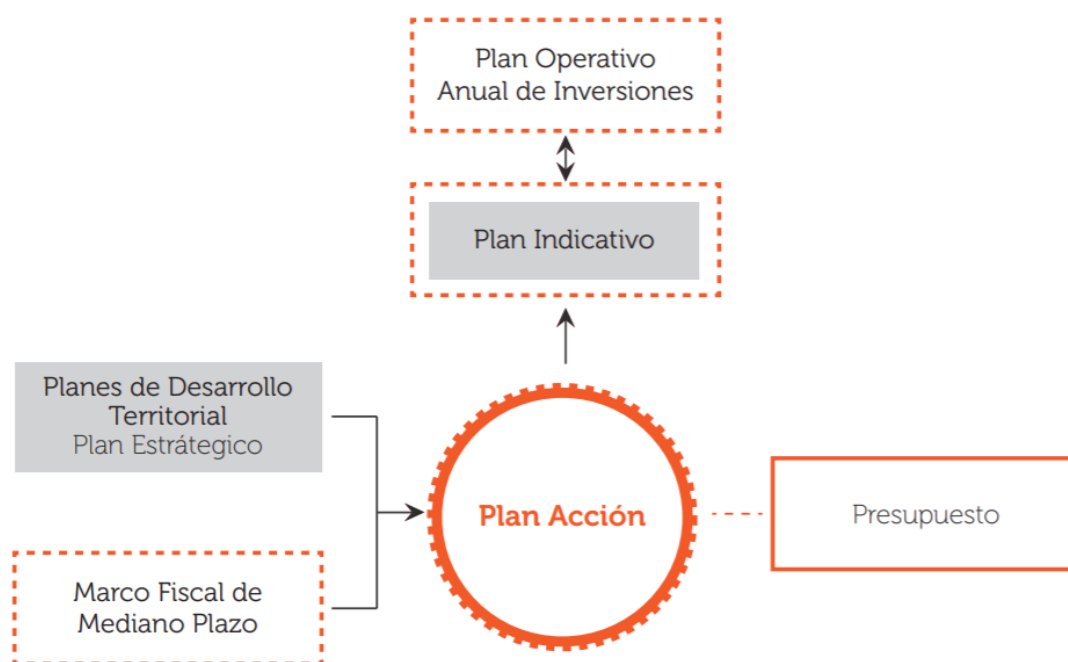 Plan Operativo
Anual de Inversiones
Plan Indicativo
Planes de Desarrollo
Territorial
Plan Estrátegico
Plan Acción
Presupuesto
Marco Fiscal de
Mediano Plazo